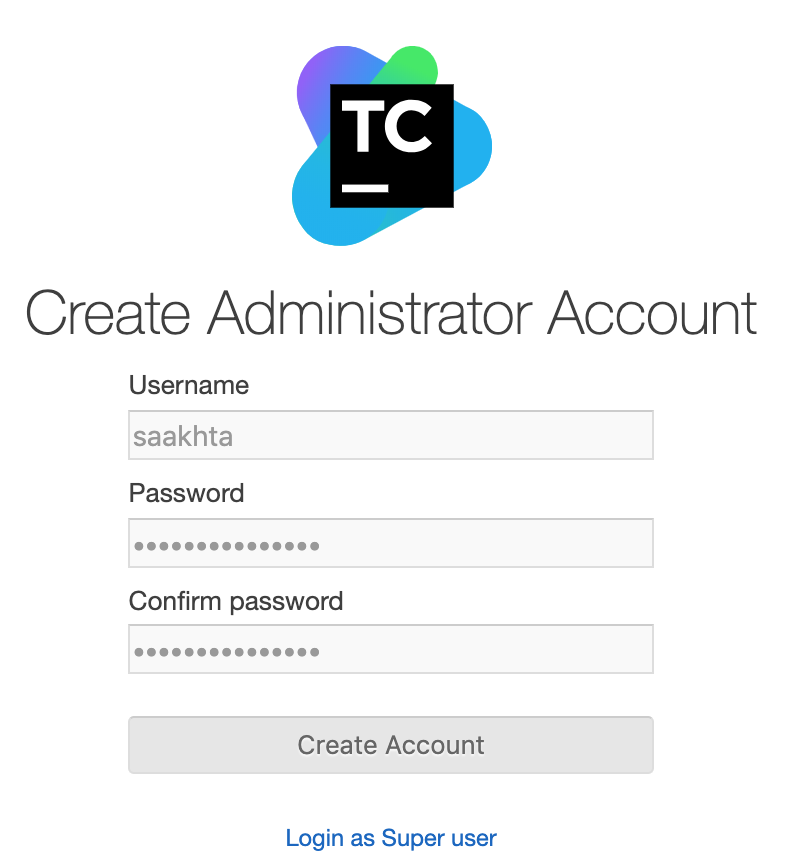 TC
Create Administrator Account
Username
saakhta
Password
•••••••••••••••
Confirm password
•••••••••••••••
Create Account
Login as Super user